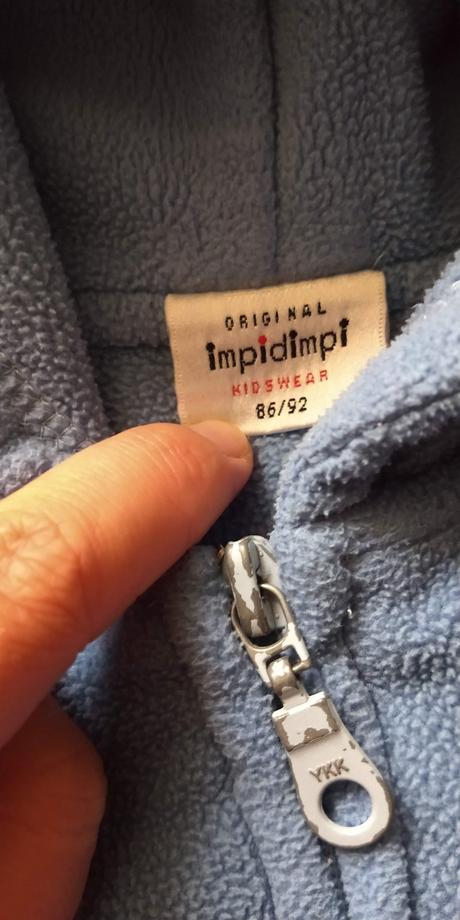 ORIGINAL
impidimpi
KIDSWEAR
86/92
YKK